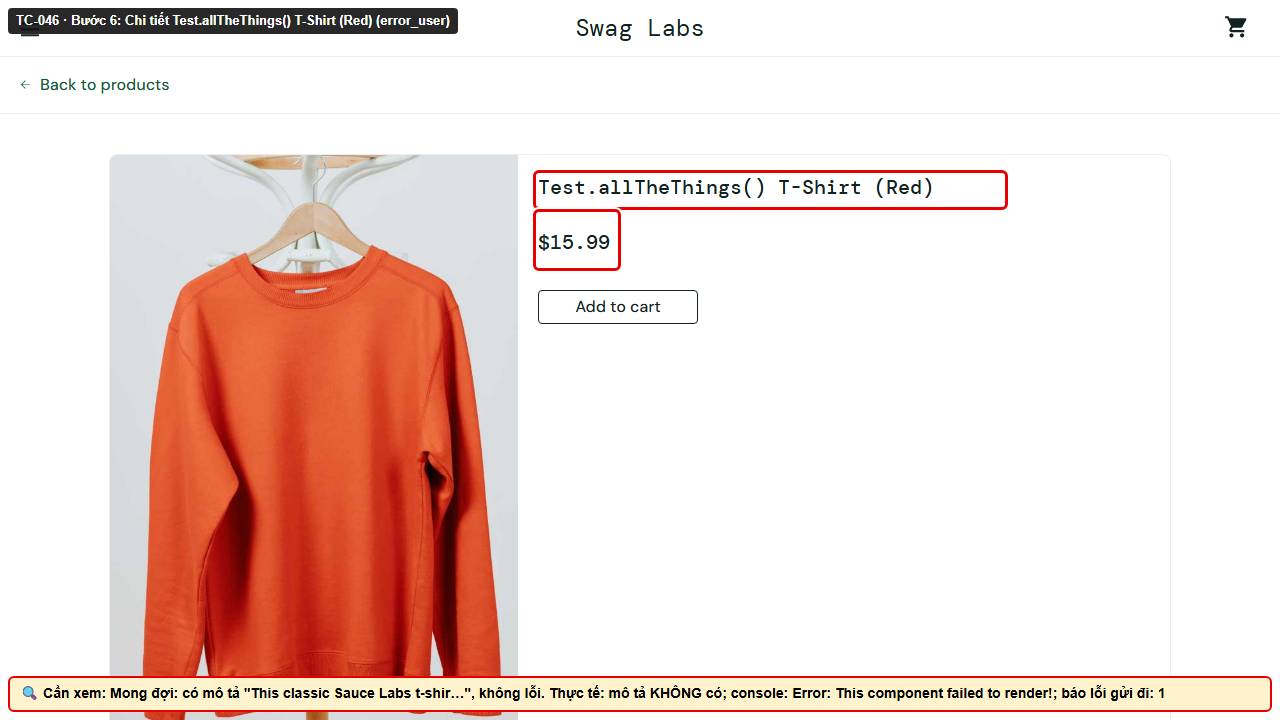 TC-046 · Bước 6: Chi tiết Test.allTheThings() T-Shirt (Red) (error_user)
Swag Labs
Back to products
Test.allTheThings() T-Shirt (Red)
$15.99
Add to cart
Cần xem: Mong đợi: có mô tả "This classic Sauce Labs t-shir…", không lỗi. Thực tế: mô tả KHÔNG có; console: Error: This component failed to render!; báo lỗi gửi đi: 1